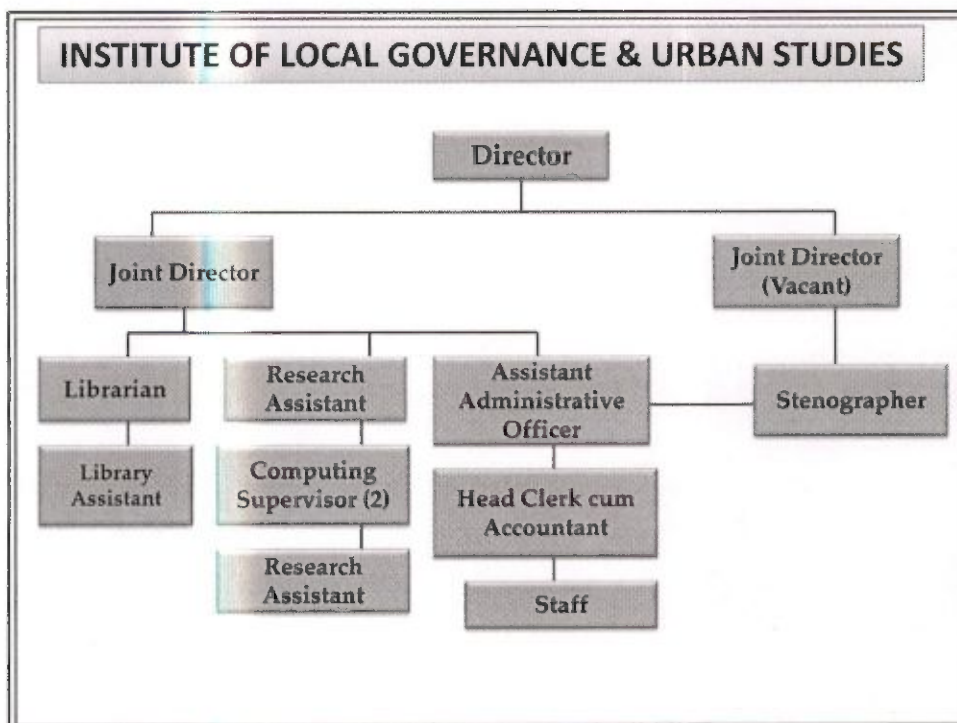 INSTITUTE OF LOCAL GOVERNANCE & URBAN STUDIES
Director
Joint Director
Joint Director
(Vacant)
Librarian
Research
Assistant
Assistant
Administrative
Officer
Stenographer
Library
Assistant
Computing
Supervisor (2)
Head Clerk cum
Accountant
Research
Assistant
Staff